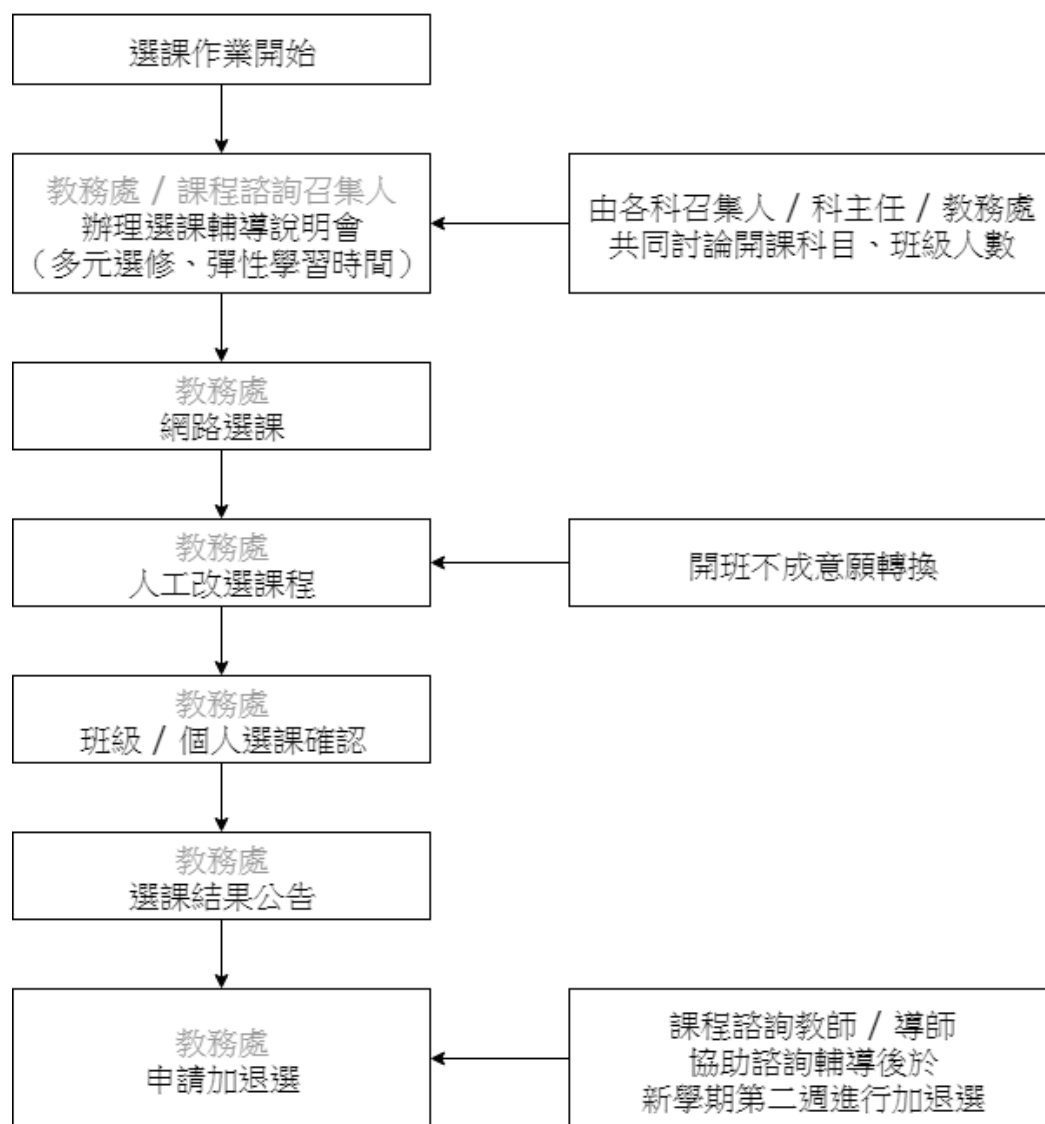 選課作業開始
教務處 / 課程諮詢召集人
辦理選課輔導說明會
（多元選修、彈性學習時間）
由各科召集人 / 科主任 / 教務處
共同討論開課科目、班級人數
教務處
網路選課
教務處
人工改選課程
開班不成意願轉換
教務處
班級 / 個人選課確認
教務處
選課結果公告
教務處
申請加退選
課程諮詢教師 / 導師
協助諮詢輔導後於
新學期第二週進行加退選